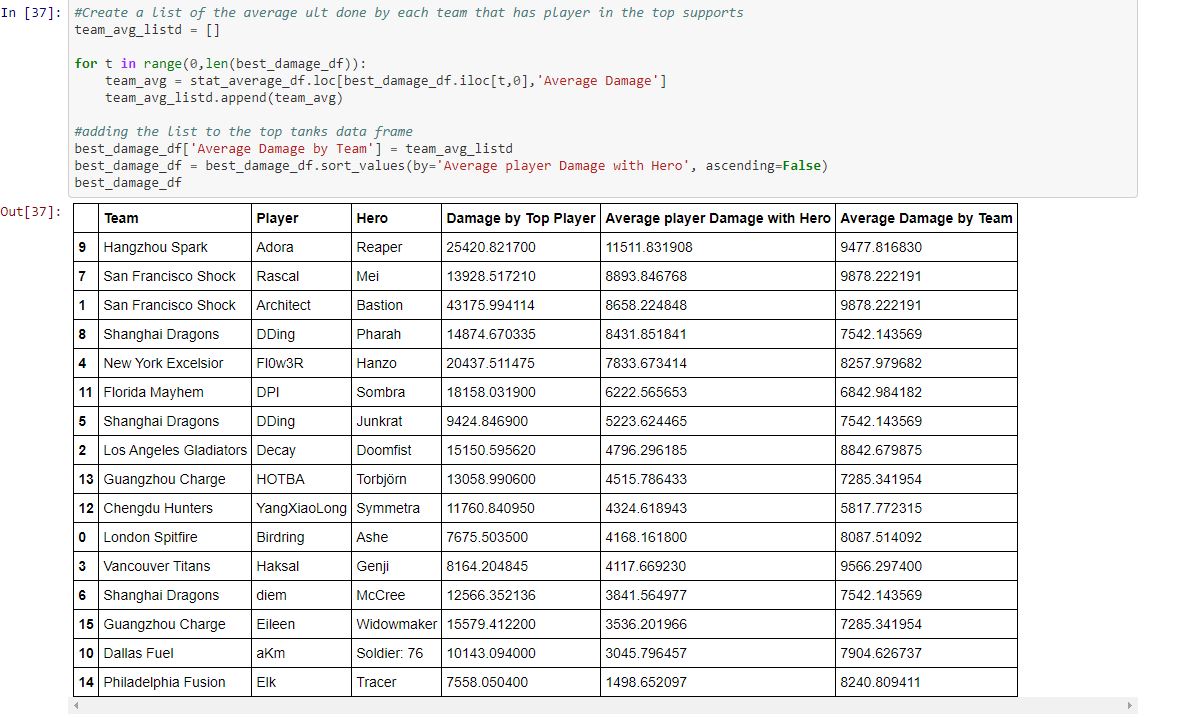 In [37]: #Create a list of the average ult done by each team that has player in the top supports
team_avg_listd = []
for t in range(0,len(best_damage_df)):
team_avg = stat_average_df.loc[best_damage_df.iloc[t,0],'Average Damage']
team_avg_listd.append(team_avg)
#adding the list to the top tanks data frame
best_damage_df['Average Damage by Team'] = team_avg_listd
best_damage_df = best_damage_df.sort_values(by='Average player Damage with Hero', ascending=False)
best_damage_df
Out[37]:
Team Player Hero Damage by Top Player Average player Damage with Hero Average Damage by Team
9 Hangzhou Spark Adora Reaper 25420.821700 11511.831908 9477.816830
7 San Francisco Shock Rascal Mei 13928.517210 8893.846768 9878.222191
1 San Francisco Shock Architect Bastion 43175.994114 8658.224848 9878.222191
8 Shanghai Dragons DDing Pharah 14874.670335 8431.851841 7542.143569
4 New York Excelsior Fl0w3R Hanzo 20437.511475 7833.673414 8257.979682
11 Florida Mayhem DPI Sombra 18158.031900 6222.565653 6842.984182
5 Shanghai Dragons DDing Junkrat 9424.846900 5223.624465 7542.143569
2 Los Angeles Gladiators Decay Doomfist 15150.595620 4796.296185 8842.679875
13 Guangzhou Charge HOTBA Torbjörn 13058.990600 4515.786433 7285.341954
12 Chengdu Hunters YangXiaoLong Symmetra 11760.840950 4324.618943 5817.772315
0 London Spitfire Birdring Ashe 7675.503500 4168.161800 8087.514092
3 Vancouver Titans Haksal Genji 8164.204845 4117.669230 9566.297400
6 Shanghai Dragons diem McCree 12566.352136 3841.564977 7542.143569
15 Guangzhou Charge Eileen Widowmaker 15579.412200 3536.201966 7285.341954
10 Dallas Fuel aKm Soldier: 76 10143.094000 3045.796457 7904.626737
14 Philadelphia Fusion Elk Tracer 7558.050400 1498.652097 8240.809411